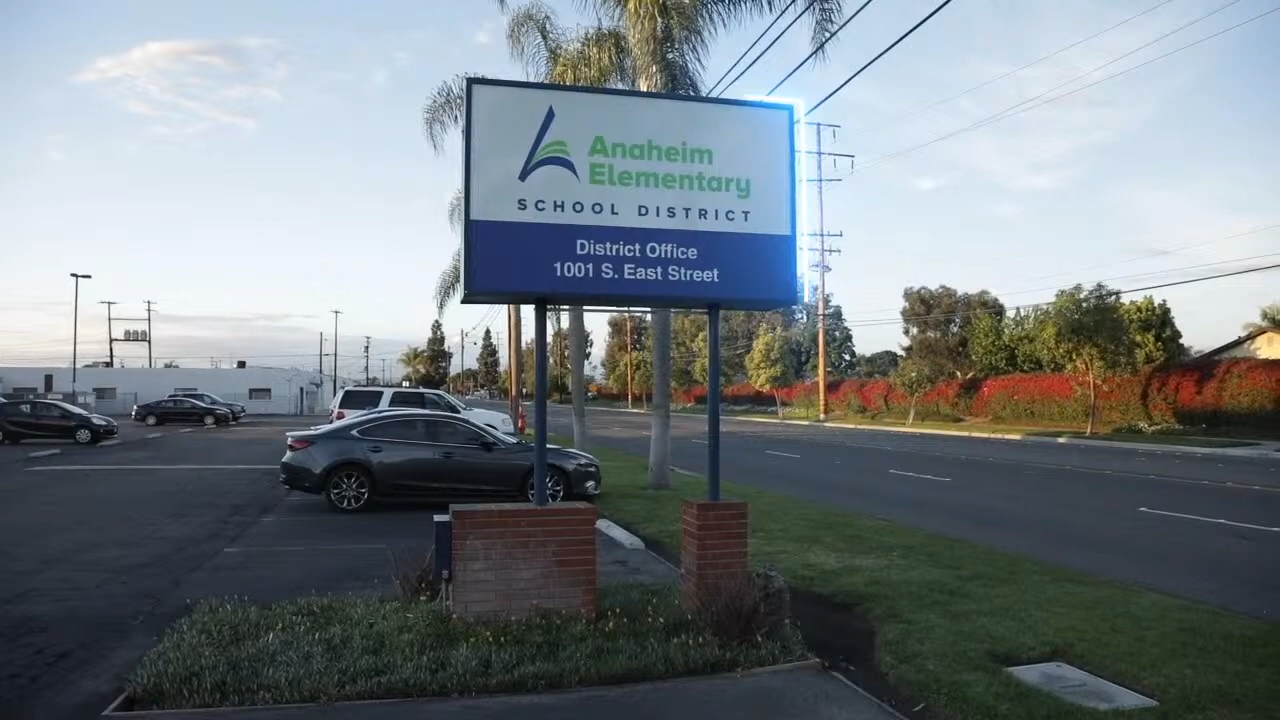 Anaheim
Elementary
SCHOOL DISTRICT
District Office
1001 S. East Street